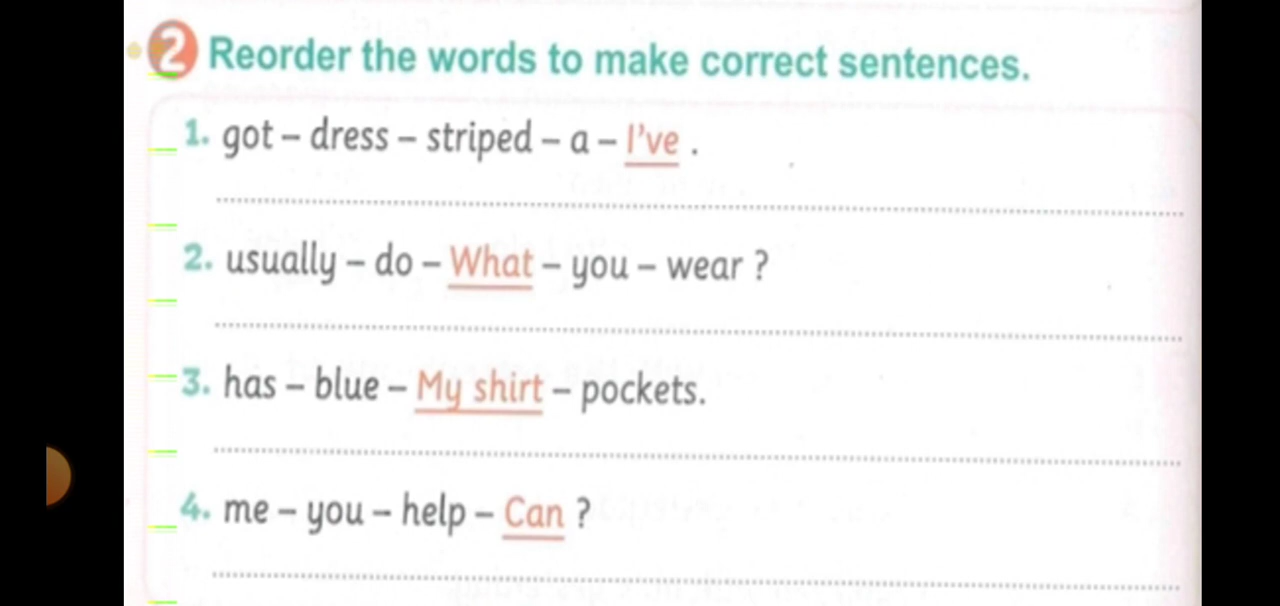 2 Reorder the words to make correct sentences.
1. got – dress – striped – a – I've .
2. usually – do – What – you – wear ?
3. has – blue – My shirt – pockets.
4. me – you – help – Can ?